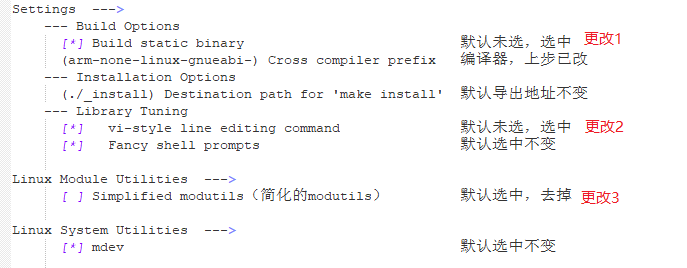 Settings  --->
--- Build Options
[*] Build static binary 默认未选，选中 更改1
(arm-none-linux-gnueabi-) Cross compiler prefix 编译器，上步已改
--- Installation Options
(./_install) Destination path for 'make install' 默认导出地址不变
--- Library Tuning
[*] vi-style line editing command 默认未选，选中 更改2
[*] Fancy shell prompts 默认选中不变
Linux Module Utilities  --->
[ ] Simplified modutils（简化的modutils） 默认选中，去掉 更改3
Linux System Utilities  --->
[*] mdev 默认选中不变